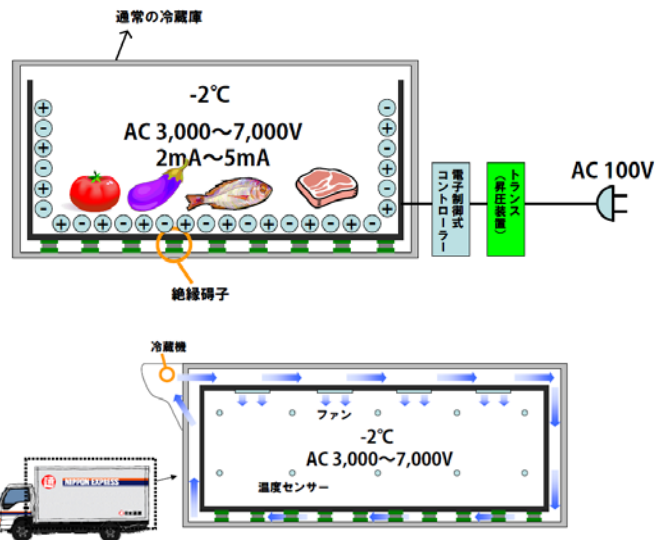 通常の冷蔵庫
-2℃
AC 3,000～7,000V
2mA～5mA
電子制御式
コントローラー
トランス
（昇圧装置）
AC 100V
絶縁碍子
冷蔵機
ファン
-2℃
AC 3,000～7,000V
温度センサー
NIPPON EXPRESS